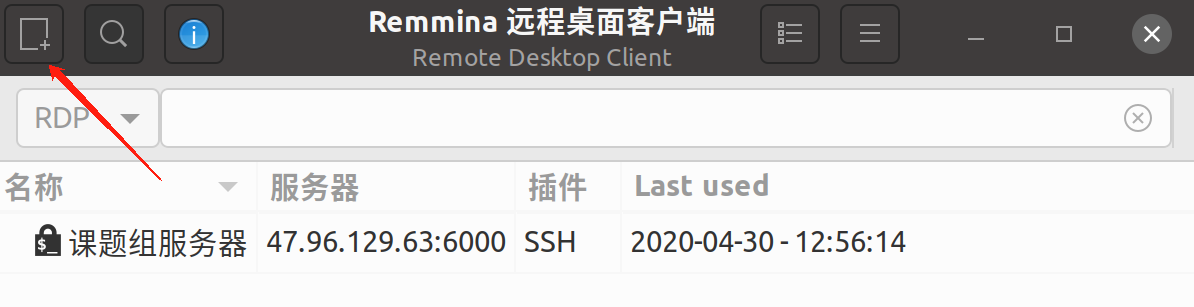 Remmina 远程桌面客户端
Remote Desktop Client
RDP
名称 服务器 插件 Last used
课题组服务器 47.96.129.63:6000 SSH 2020-04-30 - 12:56:14